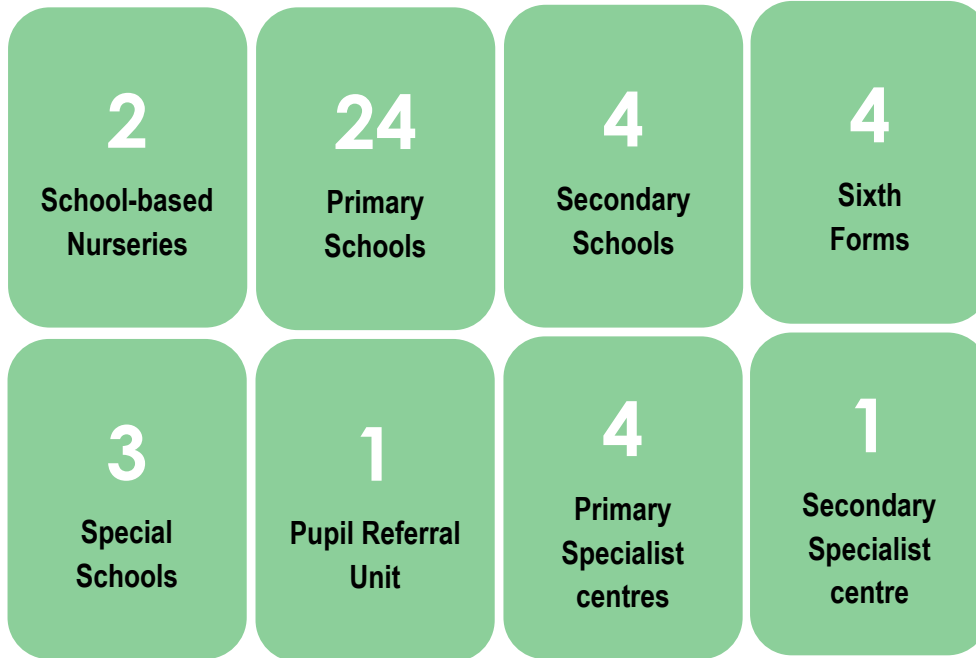 2
School-based
Nurseries
24
Primary
Schools
4
Secondary
Schools
4
Sixth
Forms
3
Special
Schools
1
Pupil Referral
Unit
4
Primary
Specialist
centres
1
Secondary
Specialist
centre